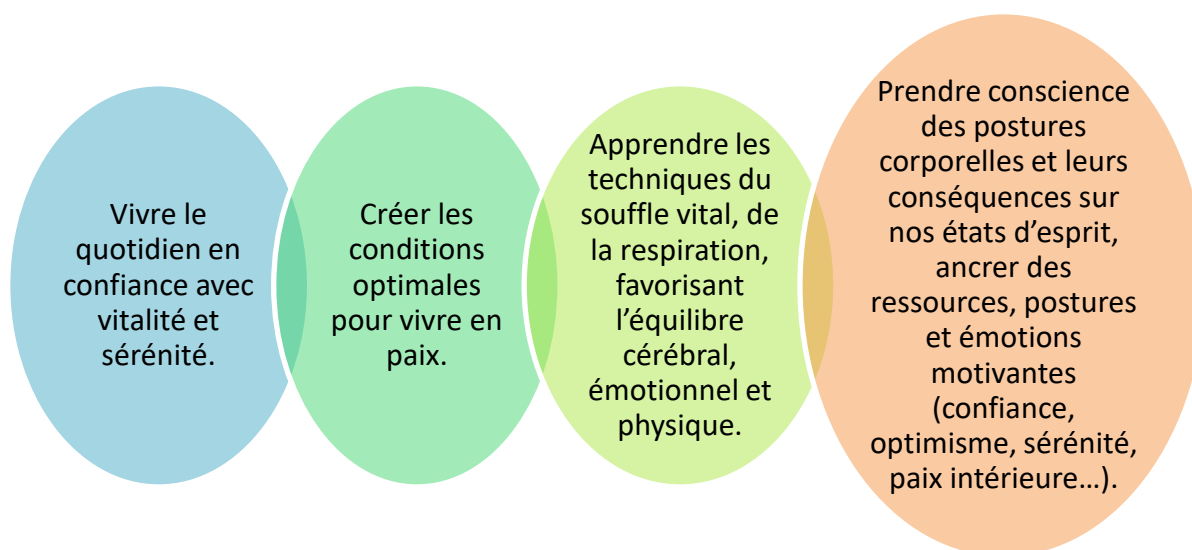 Vivre le
quotidien en
confiance avec
vitalité et
sérénité.
Créer les
conditions
optimales
pour vivre en
paix.
Apprendre les
techniques du
souffle vital, de
la respiration,
favorisant
l’équilibre
cérébral,
émotionnel et
physique.
Prendre conscience
des postures
corporelles et leurs
conséquences sur
nos états d’esprit,
ancrer des
ressources, postures
et émotions
motivantes
(confiance,
optimisme, sérénité,
paix intérieure…).